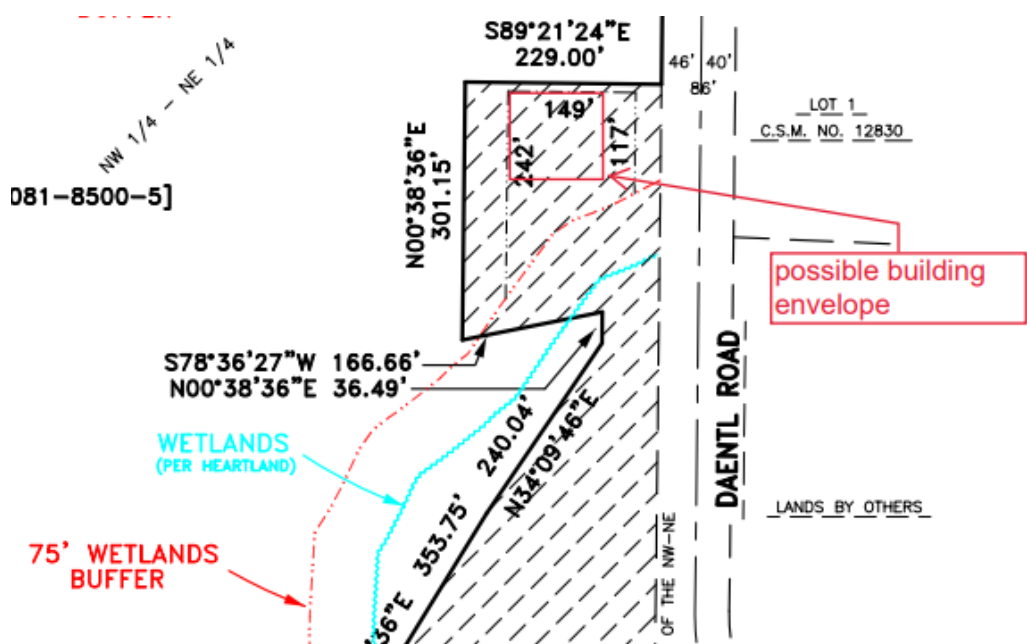 BUFFER
S89°21'24"E
229.00'
46' 40'
86'
NW 1/4 - NE 1/4
LOT 1
C.S.M. NO. 12830
149'
117'
242'
N00°38'36"E
301.15'
081-8500-5]
possible building
envelope
S78°36'27"W 166.66'
N00°38'36"E 36.49'
WETLANDS
(PER HEARTLAND)
240.04'
N34°09'46"E
353.75'
36"E
DAENTL ROAD
LANDS BY OTHERS
OF THE NW-NE
75' WETLANDS
BUFFER